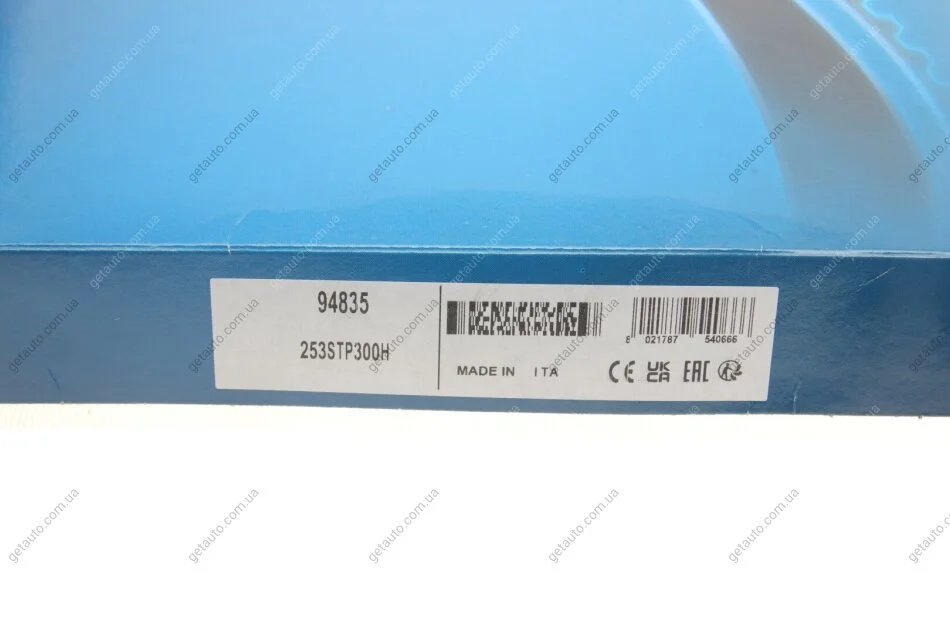 94835
253STP300H
8 021787 540666
MADE IN ITA
CE UK CA EAC
getauto.com.ua